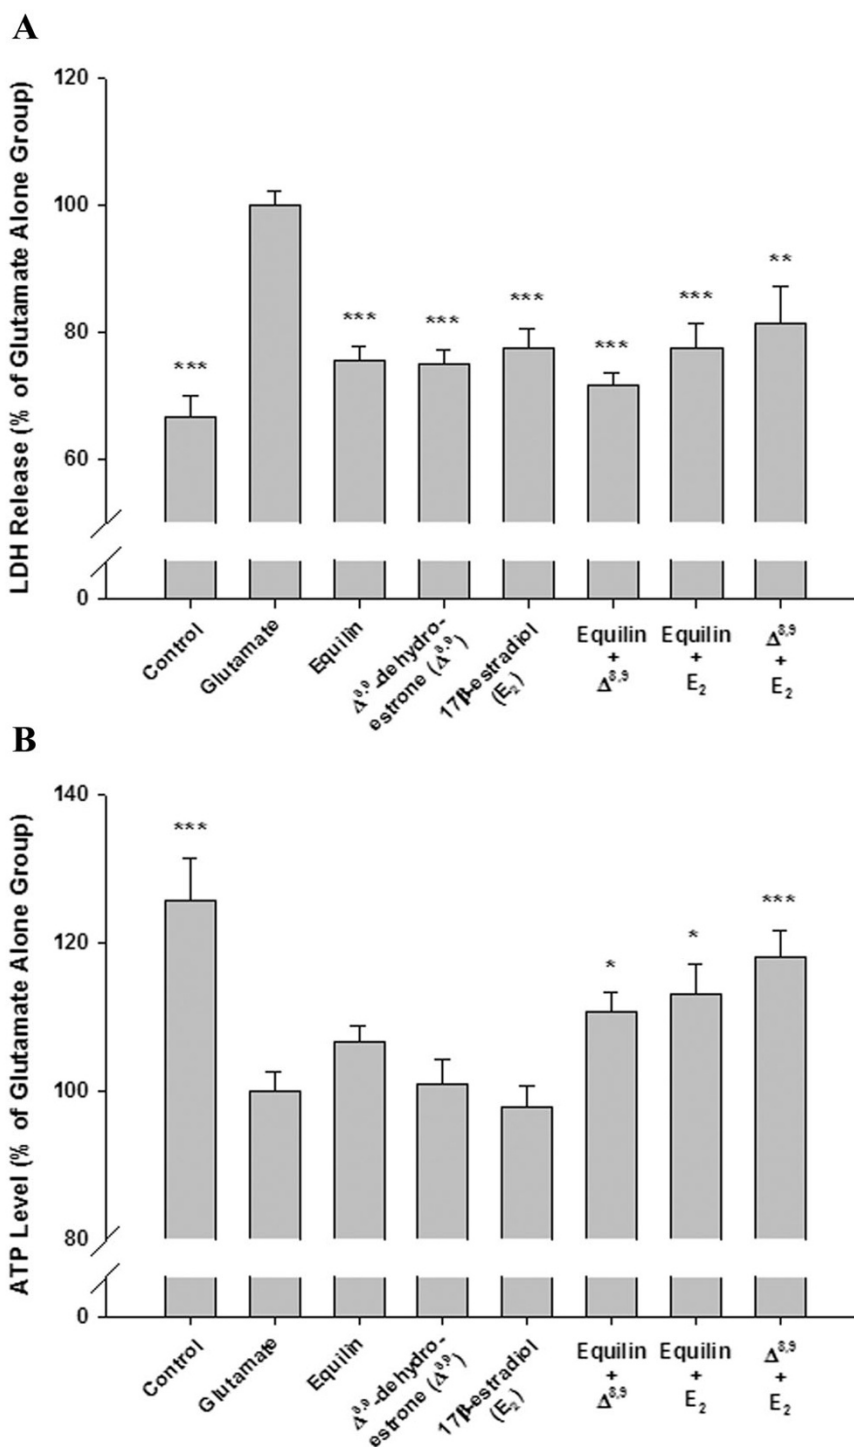 A
LDH Release (% of Glutamate Alone Group)
120
100
80
60
0
***
***
***
***
***
***
**
Control
Glutamate
Equilin
Δ⁸,⁹-dehydro-
estrone (Δ⁸,⁹)
17β-estradiol
(E₂)
Equilin
+
Δ⁸,⁹
Equilin
+
E₂
Δ⁸,⁹
+
E₂
B
ATP Level (% of Glutamate Alone Group)
140
120
100
80
0
***
*
*
***
Control
Glutamate
Equilin
Δ⁸,⁹-dehydro-
estrone (Δ⁸,⁹)
17β-estradiol
(E₂)
Equilin
+
Δ⁸,⁹
Equilin
+
E₂
Δ⁸,⁹
+
E₂